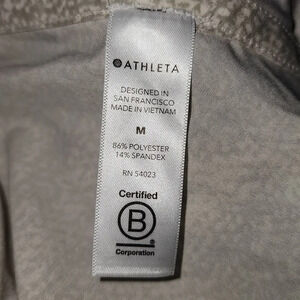 ATHLETA
DESIGNED IN
SAN FRANCISCO
MADE IN VIETNAM
M
86% POLYESTER
14% SPANDEX
RN 54023
Certified
B
Corporation